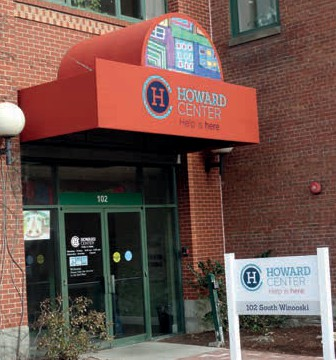 H
HOWARD
CENTER
Help is here.
102
HOWARD
CENTER
H
HOWARD
CENTER
Help is here.
102 South Winooski